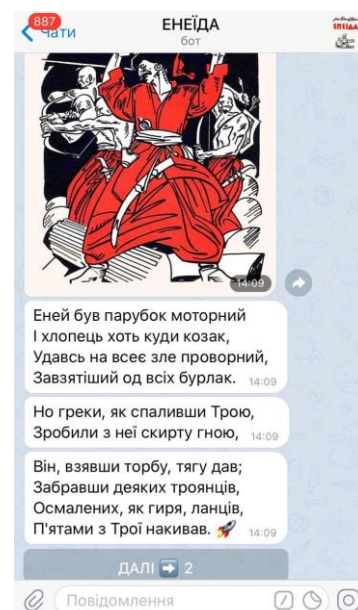 887
Чати
ЕНЕЇДА
бот
ЕНЕЇДА
14:09
Еней був парубок моторний
І хлопець хоть куди козак,
Удавсь на всеє зле проворний,
Завзятіший од всіх бурлак. 14:09
Но греки, як спаливши Трою,
Зробили з неї скирту гною, 14:09
Він, взявши торбу, тягу дав;
Забравши деяких троянців,
Осмалених, як гиря, ланців,
П'ятами з Трої накивав. 🚀 14:09
ДАЛІ ➡️ 2
Повідомлення